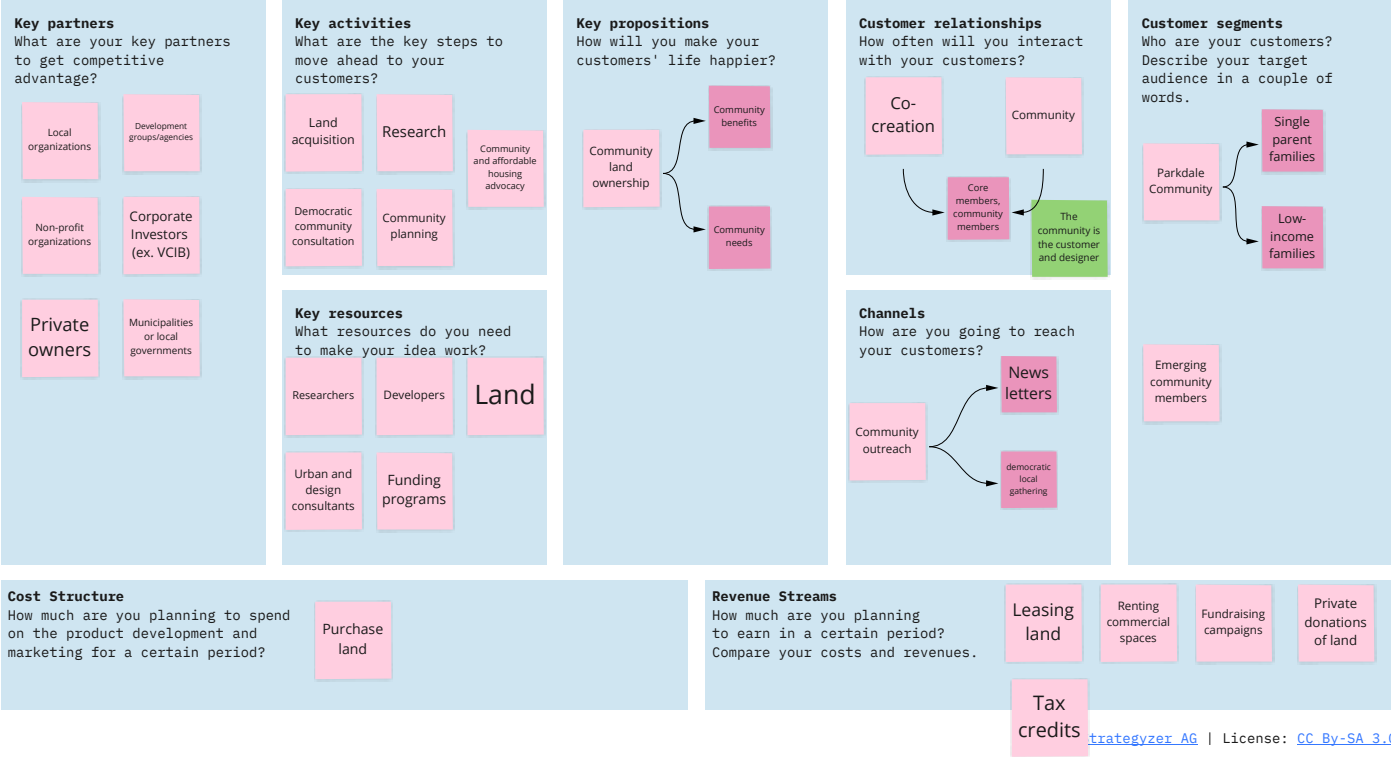 Key partners
What are your key partners
to get competitive
advantage?
Local
organizations
Development
groups/agencies
Non-profit
organizations
Corporate
Investors
(ex. VCIB)
Private
owners
Municipalities
or local
governments
Key activities
What are the key steps to
move ahead to your
customers?
Land
acquisition
Research
Community
and affordable
housing
advocacy
Democratic
community
consultation
Community
planning
Key resources
What resources do you need
to make your idea work?
Researchers
Developers
Land
Urban and
design
consultants
Funding
programs
Key propositions
How will you make your
customers' life happier?
Community
benefits
Community
land
ownership
Community
needs
Customer relationships
How often will you interact
with your customers?
Co-
creation
Community
Core
members,
community
members
The
community is
the customer
and designer
Channels
How are you going to reach
your customers?
News
letters
Community
outreach
democratic
local
gathering
Customer segments
Who are your customers?
Describe your target
audience in a couple of
words.
Single
parent
families
Parkdale
Community
Low-
income
families
Emerging
community
members
Cost Structure
How much are you planning to spend
on the product development and
marketing for a certain period?
Purchase
land
Revenue Streams
How much are you planning
to earn in a certain period?
Compare your costs and revenues.
Leasing
land
Renting
commercial
spaces
Fundraising
campaigns
Private
donations
of land
Tax
credits
trategyzer AG | License: CC By-SA 3.0